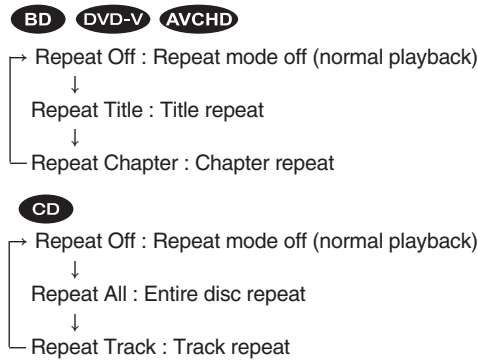 BD DVD-V AVCHD
→ Repeat Off : Repeat mode off (normal playback)
↓
Repeat Title : Title repeat
↓
Repeat Chapter : Chapter repeat
CD
→ Repeat Off : Repeat mode off (normal playback)
↓
Repeat All : Entire disc repeat
↓
Repeat Track : Track repeat